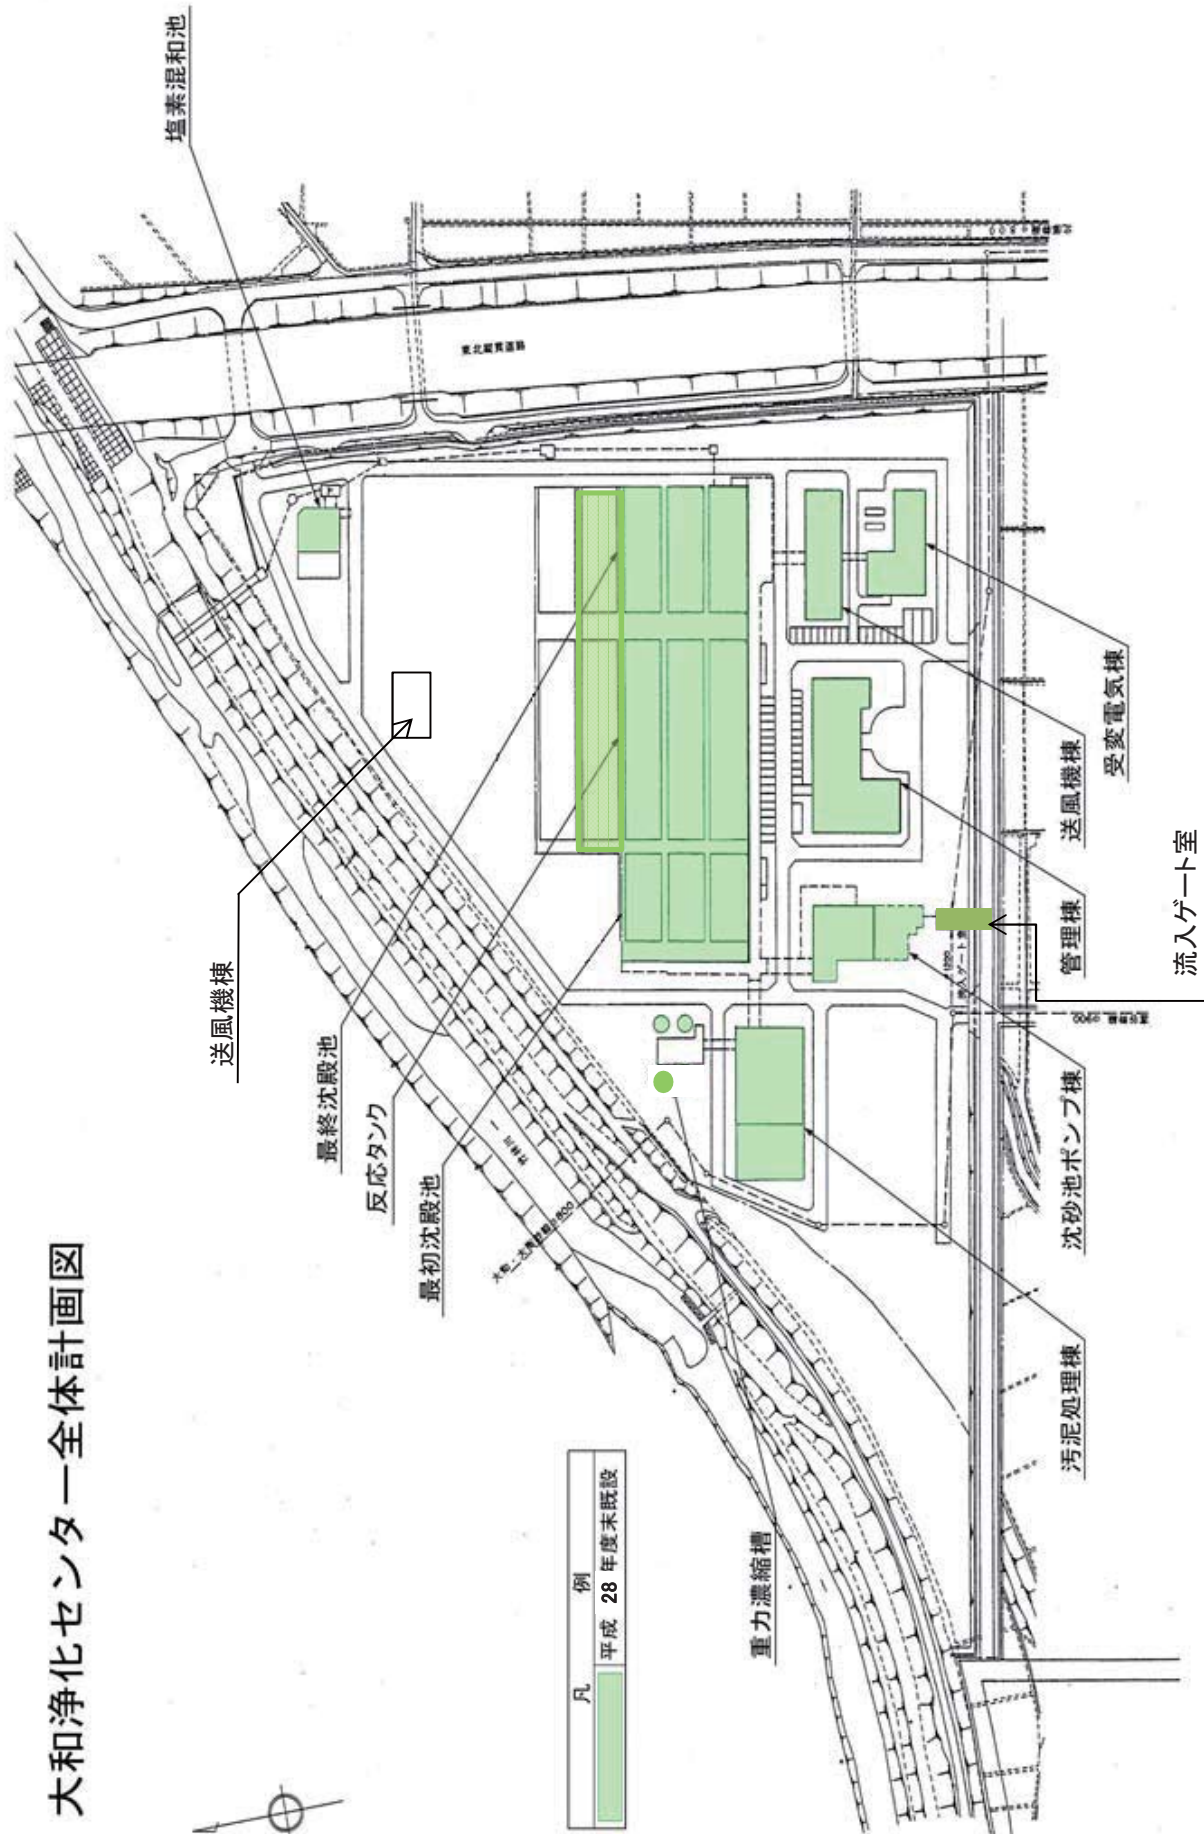 大和浄化センター全体計画図
塩素混和池
東北縦貫道路
送風機棟
最終沈殿池
反応タンク
最初沈殿池
凡 例
平成 28 年度末既設
重力濃縮槽
汚泥処理棟
沈砂池ポンプ棟
管理棟
送風機棟
受変電気棟
流入ゲート室